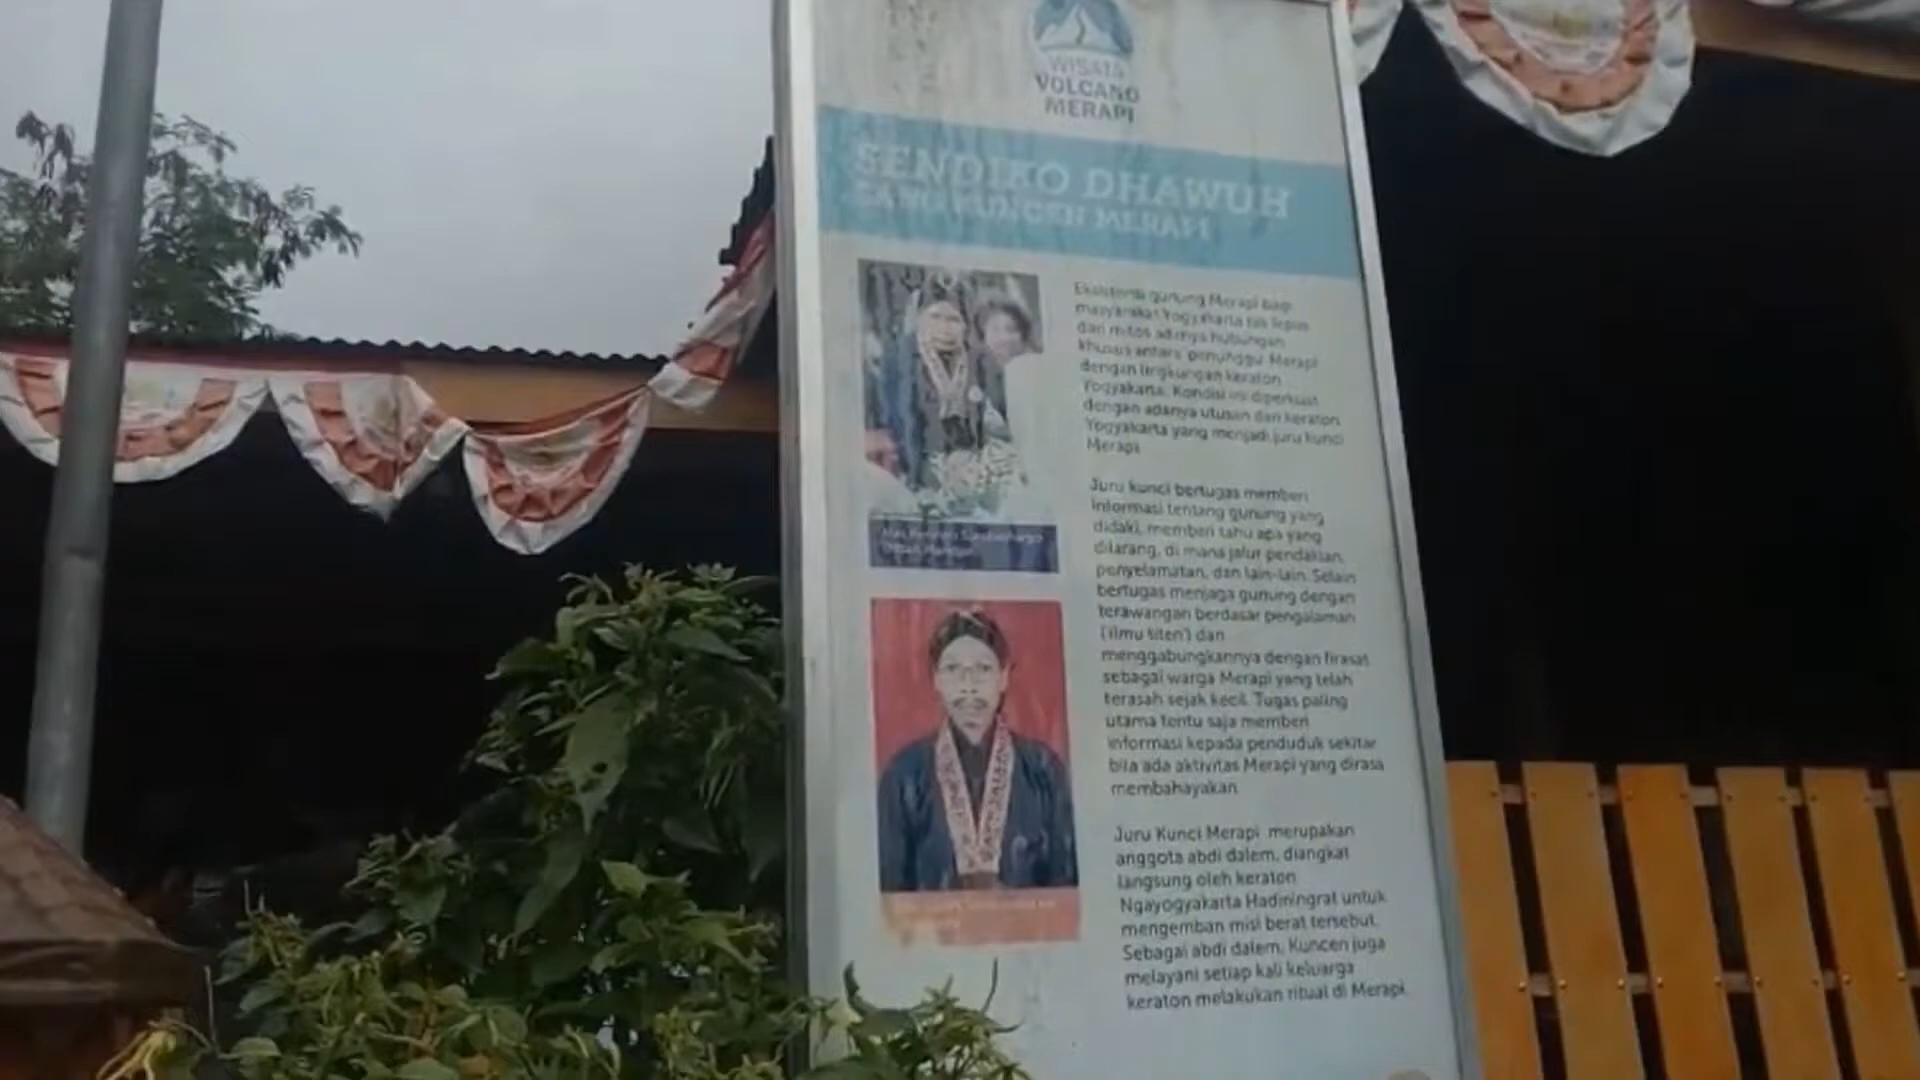 WISATA
VOLCANO
MERAPI
SENDIKO DHAWUH
SANG KUNCEN MERAPI
Eksistensi gunung Merapi bagi
masyarakat Yogyakarta tak lepas
dari mitos adanya hubungan
khusus antara 'penunggu' Merapi
dengan lingkungan keraton
Yogyakarta. Kondisi ini diperkuat
dengan adanya utusan dari keraton
Yogyakarta yang menjadi juru kunci
Merapi.
Juru kunci bertugas memberi
informasi tentang gunung yang
didaki, memberi tahu apa yang
dilarang, di mana jalur pendakian,
penyelamatan, dan lain-lain. Selain
bertugas menjaga gunung dengan
terawangan berdasar pengalaman
('ilmu titen') dan
menggabungkannya dengan firasat
sebagai warga Merapi yang telah
terasah sejak kecil. Tugas paling
utama tentu saja memberi
informasi kepada penduduk sekitar
bila ada aktivitas Merapi yang dirasa
membahayakan.
Juru Kunci Merapi merupakan
anggota abdi dalem, diangkat
langsung oleh keraton
Ngayogyakarta Hadiningrat untuk
mengemban misi berat tersebut.
Sebagai abdi dalem, Kuncen juga
melayani setiap kali keluarga
keraton melakukan ritual di Merapi.